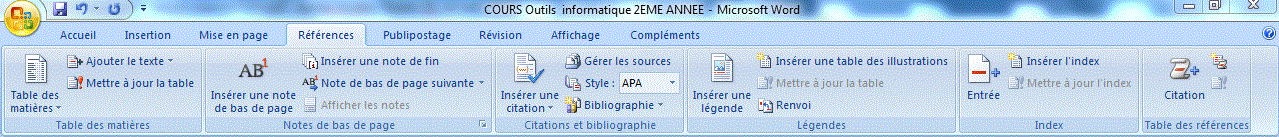 COURS Outils  informatique 2EME ANNEE - Microsoft Word
Accueil Insertion Mise en page Références Publipostage Révision Affichage Compléments
Table des
matières
Ajouter le texte
Mettre à jour la table
Table des matières
AB1
Insérer une note
de bas de page
Insérer une note de fin
AB1 Note de bas de page suivante
Afficher les notes
Notes de bas de page
Insérer une
citation
Gérer les sources
Style : APA
Bibliographie
Citations et bibliographie
Insérer une
légende
Insérer une table des illustrations
Mettre à jour la table
Renvoi
Légendes
Entrée
Insérer l'index
Mettre à jour l'index
Index
Citation
Table des références